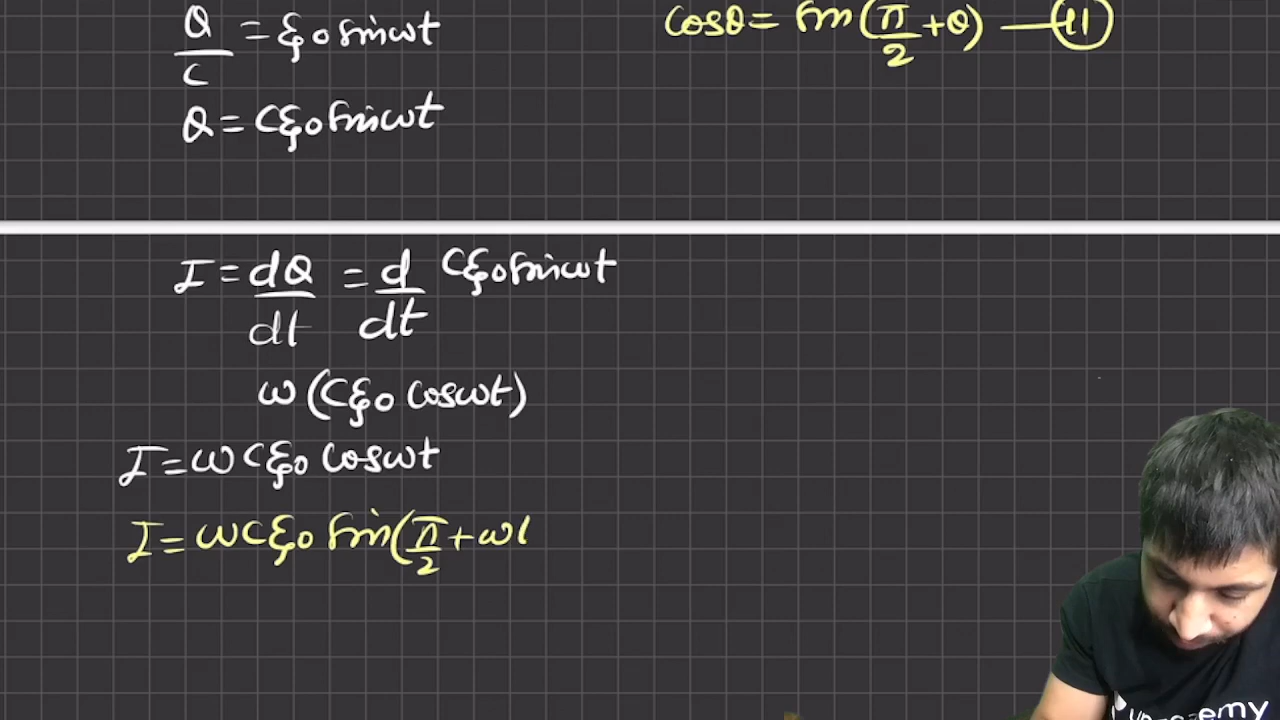 Q/C = ξ₀ sinωt
cosθ = sin(π/2 + θ) — (11)
Q = Cξ₀ sinωt
I = dQ/dt = d/dt Cξ₀ sinωt
ω (Cξ₀ cosωt)
I = ωCξ₀ cosωt
I = ωCξ₀ sin(π/2 + ω